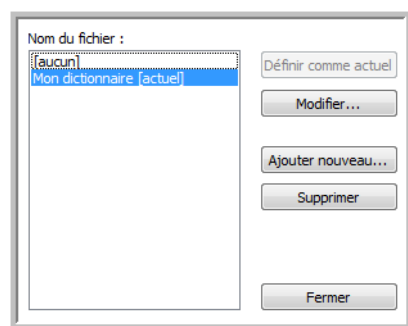 Nom du fichier :
[aucun]
Mon dictionnaire [actuel]
Définir comme actuel
Modifier...
Ajouter nouveau...
Supprimer
Fermer